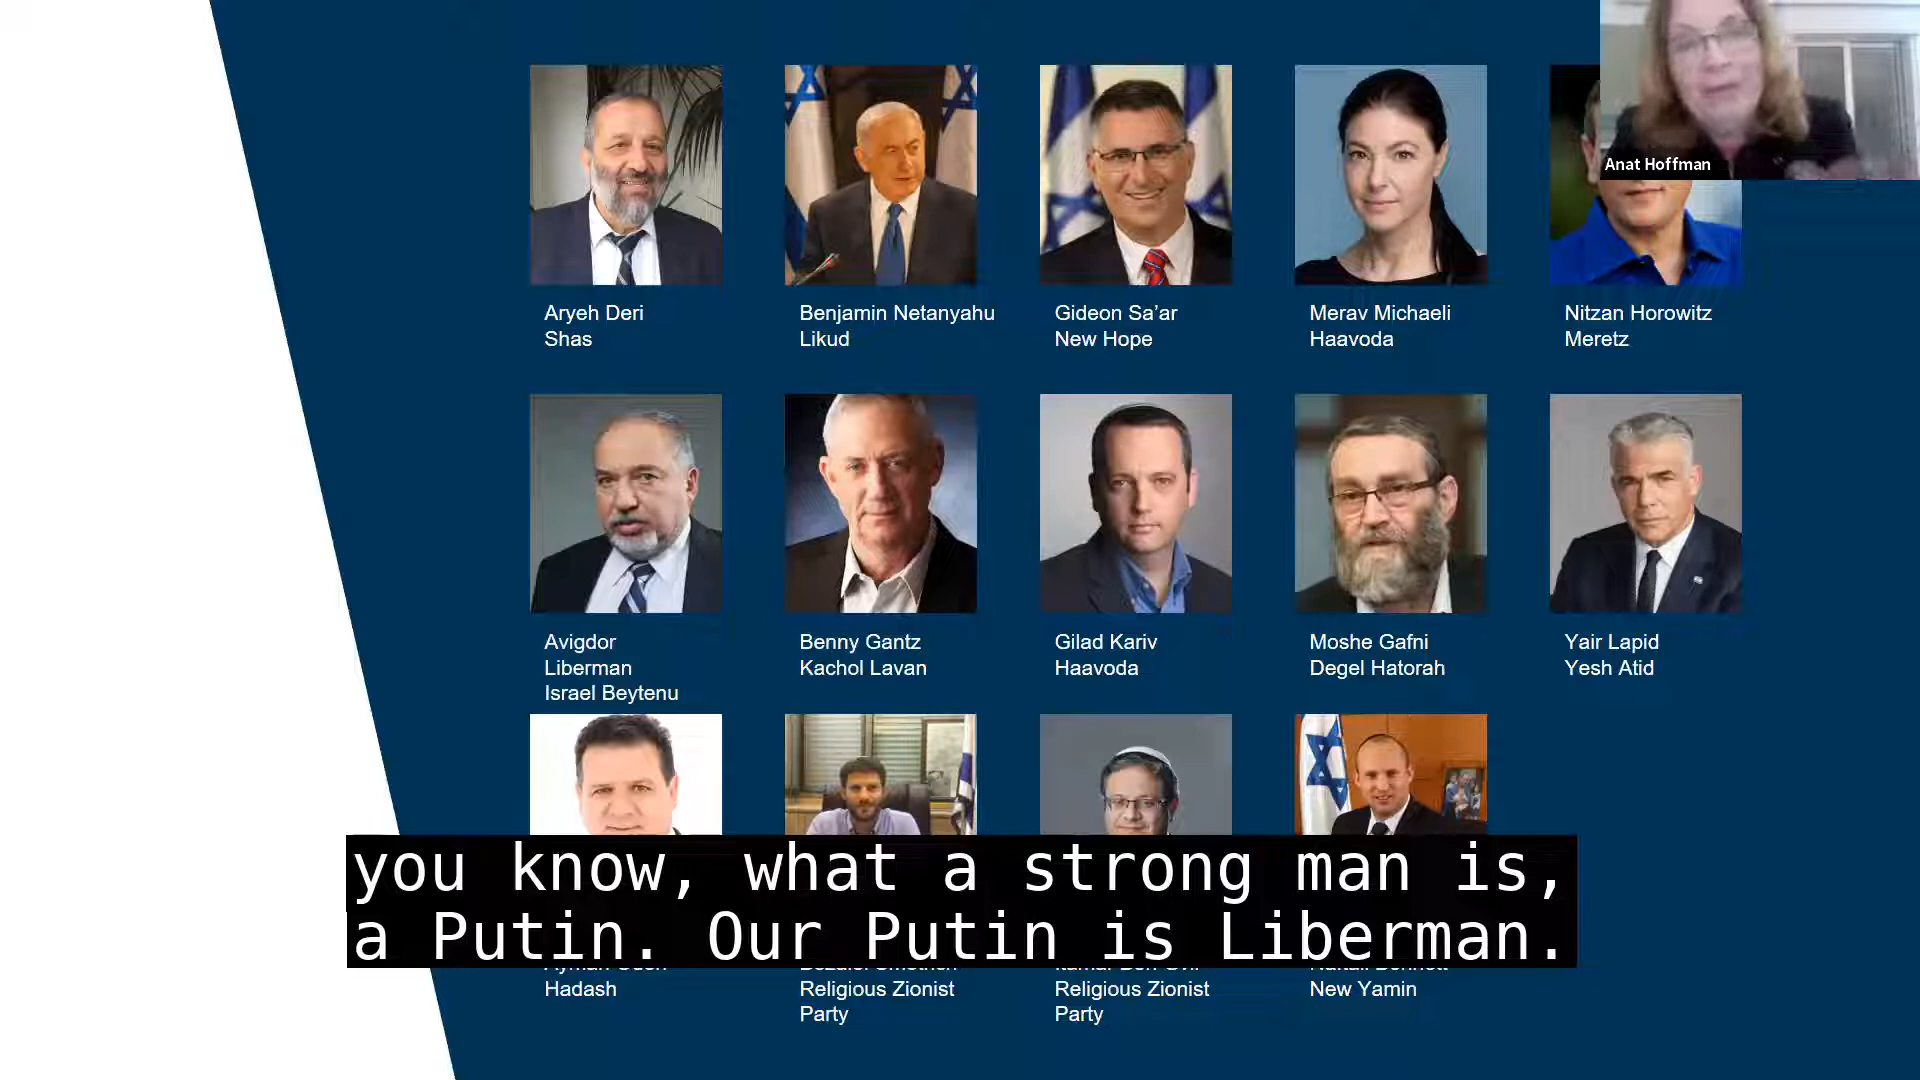 Anat Hoffman
Aryeh Deri
Shas
Benjamin Netanyahu
Likud
Gideon Sa’ar
New Hope
Merav Michaeli
Haavoda
Nitzan Horowitz
Meretz
Avigdor
Liberman
Israel Beytenu
Benny Gantz
Kachol Lavan
Gilad Kariv
Haavoda
Moshe Gafni
Degel Hatorah
Yair Lapid
Yesh Atid
you know, what a strong man is,
a Putin. Our Putin is Liberman.
Hadash
Religious Zionist
Party
Religious Zionist
Party
New Yamin